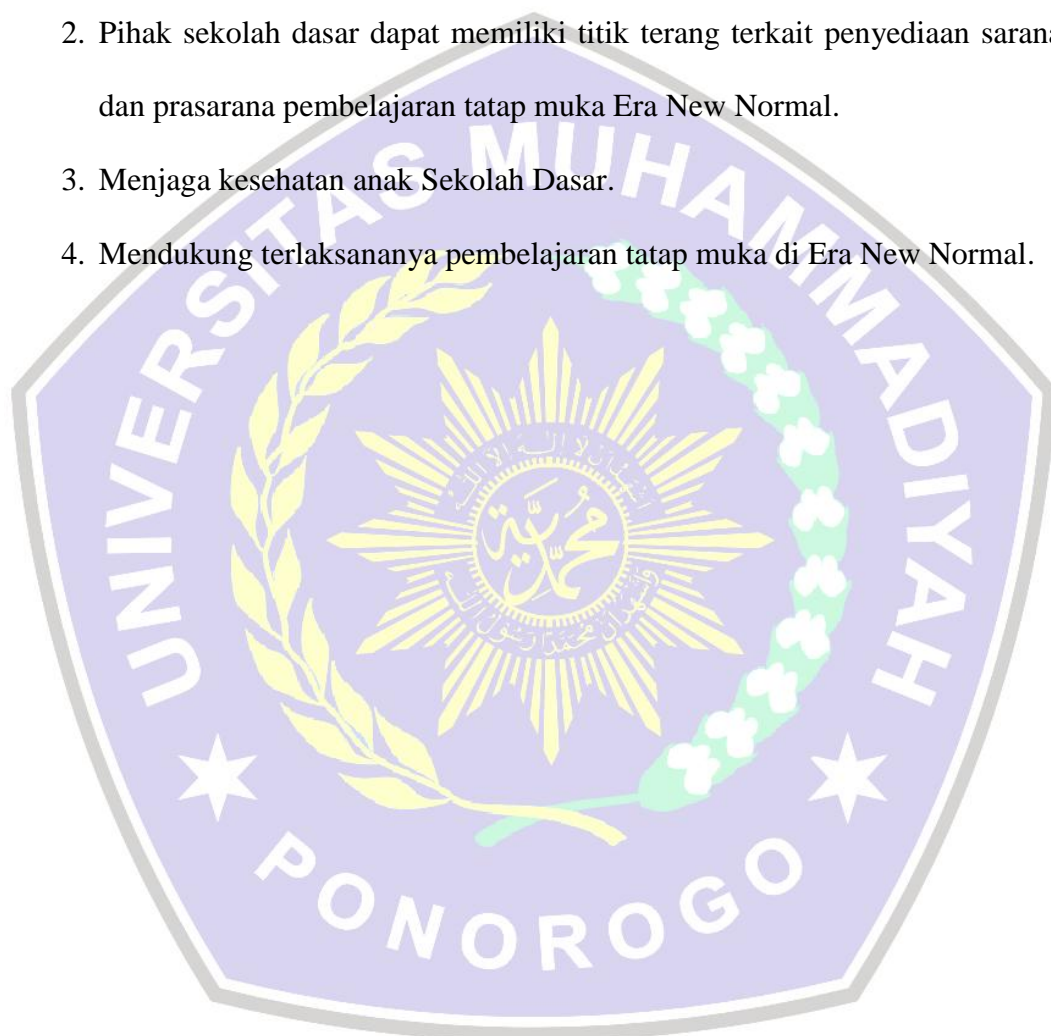 2. Pihak sekolah dasar dapat memiliki titik terang terkait penyediaan sarana
dan prasarana pembelajaran tatap muka Era New Normal.
3. Menjaga kesehatan anak Sekolah Dasar.
4. Mendukung terlaksananya pembelajaran tatap muka di Era New Normal.
UNIVERSITAS MUHAMMADIYAH
PONOROGO